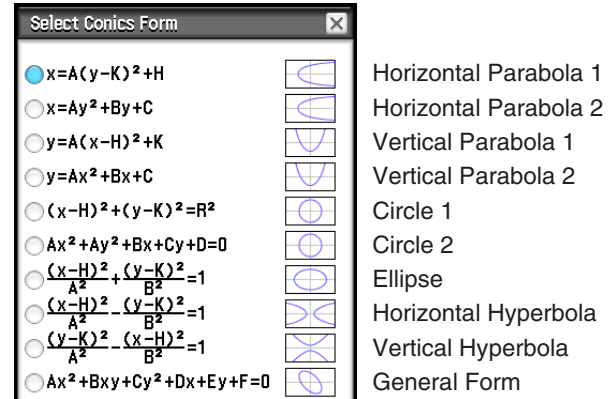 Select Conics Form
x=A(y-K)²+H Horizontal Parabola 1
x=Ay²+By+C Horizontal Parabola 2
y=A(x-H)²+K Vertical Parabola 1
y=Ax²+Bx+C Vertical Parabola 2
(x-H)²+(y-K)²=R² Circle 1
Ax²+Ay²+Bx+Cy+D=0 Circle 2
(x-H)²/A²+(y-K)²/B²=1 Ellipse
(x-H)²/A²-(y-K)²/B²=1 Horizontal Hyperbola
(y-K)²/A²-(x-H)²/B²=1 Vertical Hyperbola
Ax²+Bxy+Cy²+Dx+Ey+F=0 General Form